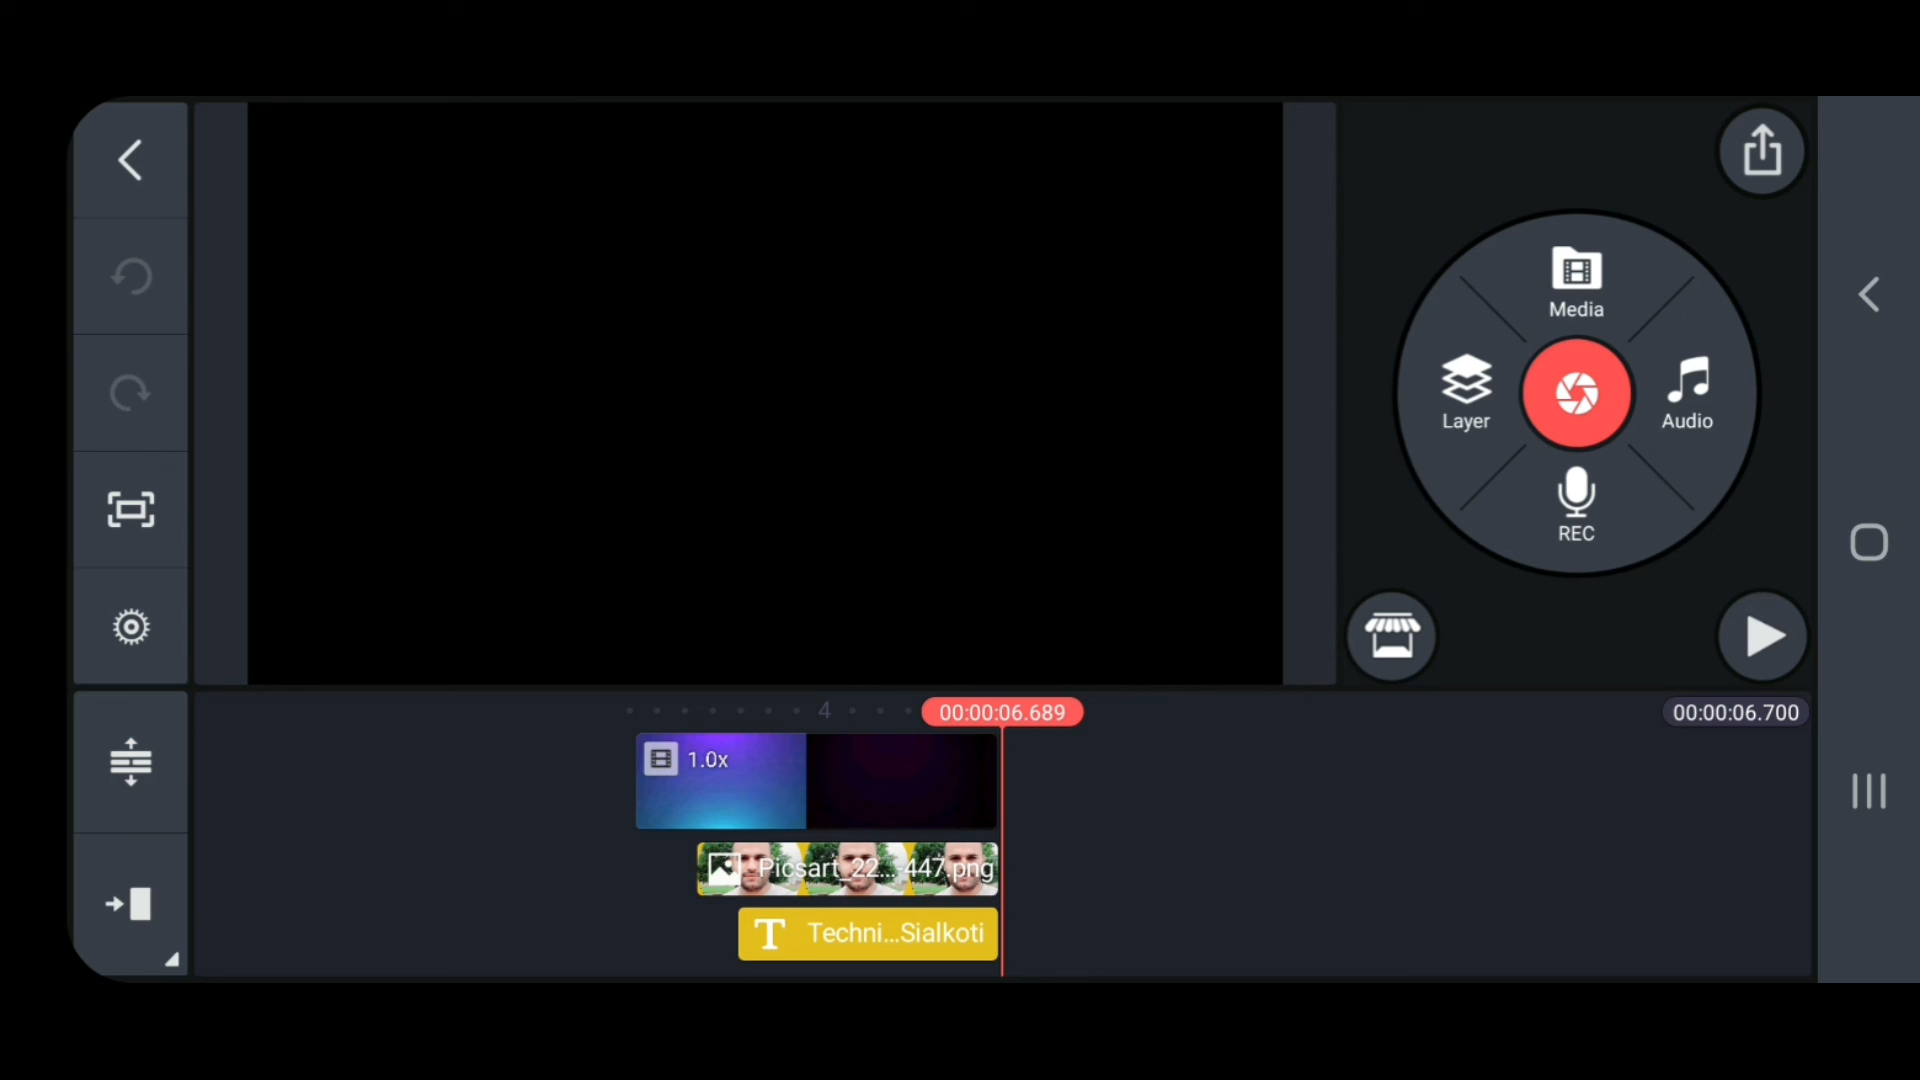 Media
Layer
Audio
REC
4
00:00:06.689
00:00:06.700
1.0x
Picsart_22...-447.png
Techni...Sialkoti